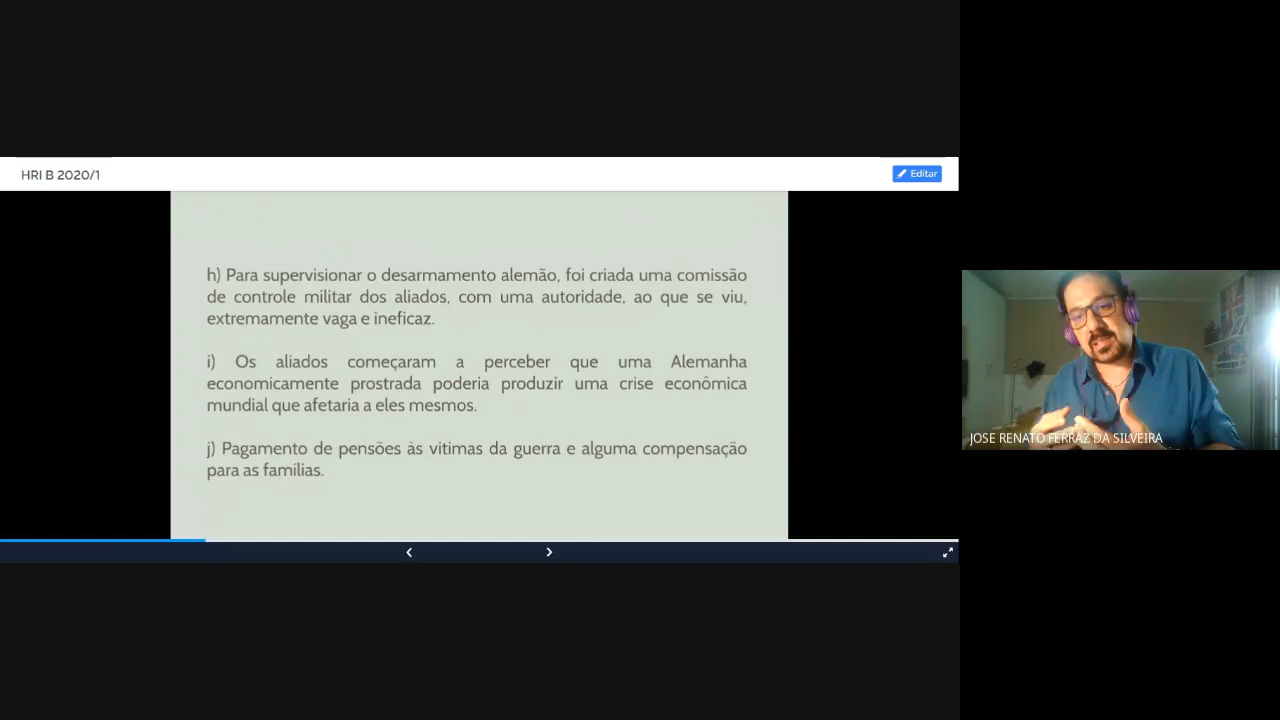 HRI B 2020/1
Editar
h) Para supervisionar o desarmamento alemão, foi criada uma comissão
de controle militar dos aliados, com uma autoridade, ao que se viu,
extremamente vaga e ineficaz.
i) Os aliados começaram a perceber que uma Alemanha
economicamente prostrada poderia produzir uma crise econômica
mundial que afetaria a eles mesmos.
j) Pagamento de pensões às vitimas da guerra e alguma compensação
para as famílias.
JOSE RENATO FERRAZ DA SILVEIRA